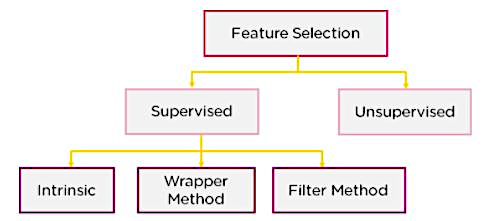 Feature Selection
Supervised
Unsupervised
Intrinsic
Wrapper
Method
Filter Method